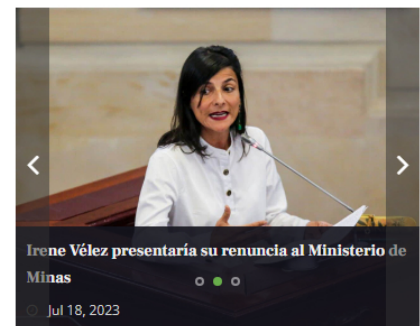 Irene Vélez presentaría su renuncia al Ministerio de
Minas
Jul 18, 2023